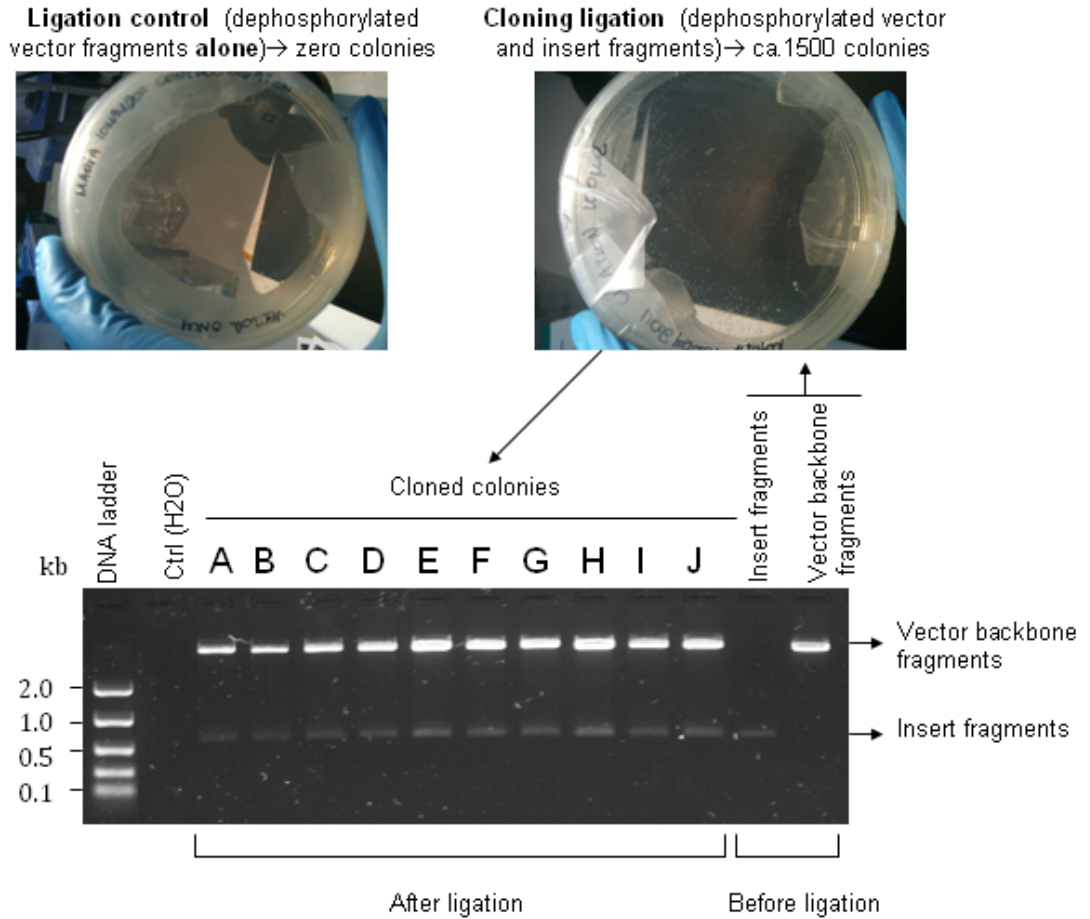 Ligation control (dephosphorylated
vector fragments alone)→ zero colonies
Cloning ligation (dephosphorylated vector
and insert fragments)→ ca.1500 colonies
VECTOR ONLY
Cloned colonies
kb
DNA ladder
Ctrl (H2O)
A B C D E F G H I J
Insert fragments
Vector backbone
fragments
2.0
1.0
0.5
0.1
Vector backbone
fragments
Insert fragments
After ligation
Before ligation